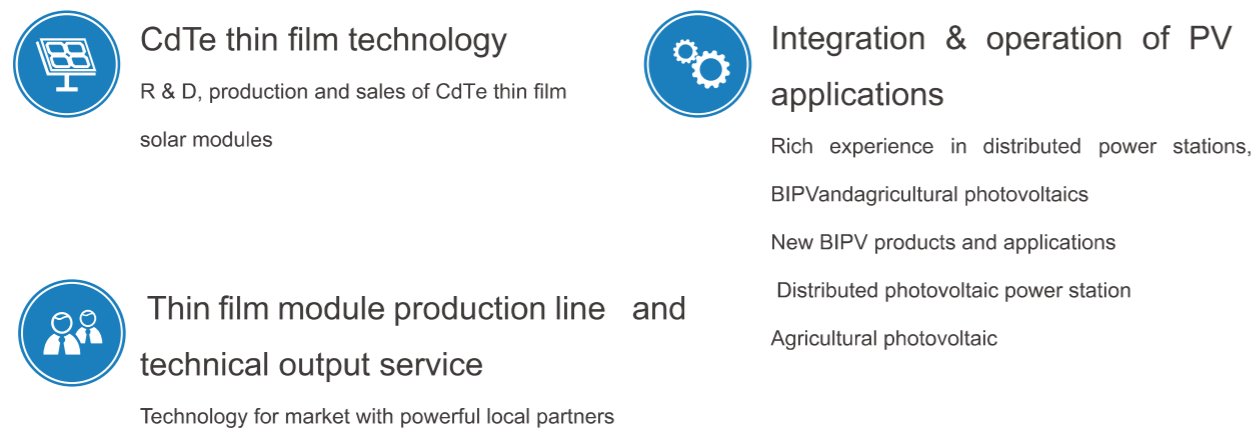 CdTe thin film technology
R & D, production and sales of CdTe thin film
solar modules
Integration & operation of PV
applications
Rich experience in distributed power stations,
BIPVandagricultural photovoltaics
New BIPV products and applications
Distributed photovoltaic power station
Agricultural photovoltaic
Thin film module production line and
technical output service
Technology for market with powerful local partners